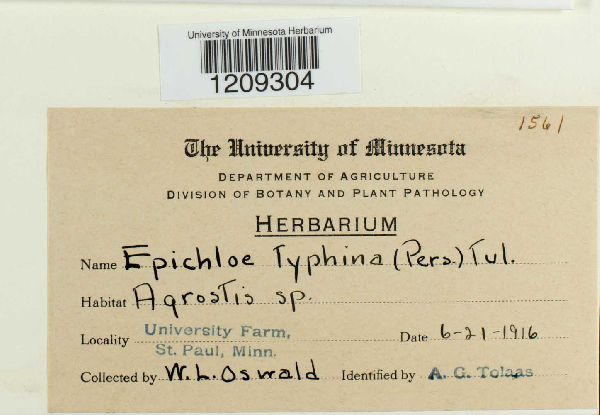 University of Minnesota Herbarium
1209304
1561
The University of Minnesota
DEPARTMENT OF AGRICULTURE
DIVISION OF BOTANY AND PLANT PATHOLOGY
HERBARIUM
Name Epichloe Typhina (Pers.) Tul.
Habitat Agrostis sp.
Locality University Farm, St. Paul, Minn. Date 6-21-1916
Collected by W. L. Oswald Identified by A. G. Tolaas